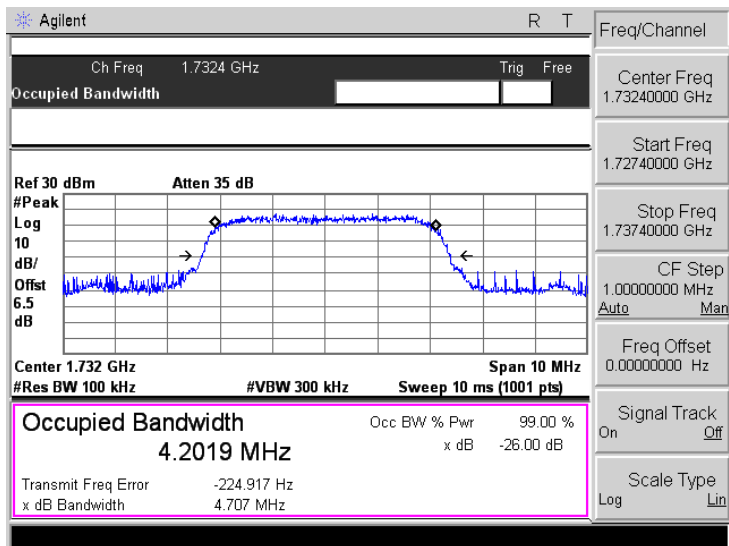 Agilent R T
Ch Freq 1.7324 GHz Trig Free
Occupied Bandwidth
Ref 30 dBm Atten 35 dB
#Peak
Log
10
dB/
Offst
6.5
dB
Center 1.732 GHz Span 10 MHz
#Res BW 100 kHz #VBW 300 kHz Sweep 10 ms (1001 pts)
Occupied Bandwidth Occ BW % Pwr 99.00 %
4.2019 MHz x dB -26.00 dB
Transmit Freq Error -224.917 Hz
x dB Bandwidth 4.707 MHz
Freq/Channel
Center Freq
1.73240000 GHz
Start Freq
1.72740000 GHz
Stop Freq
1.73740000 GHz
CF Step
1.00000000 MHz
Auto Man
Freq Offset
0.00000000 Hz
Signal Track
On Off
Scale Type
Log Lin